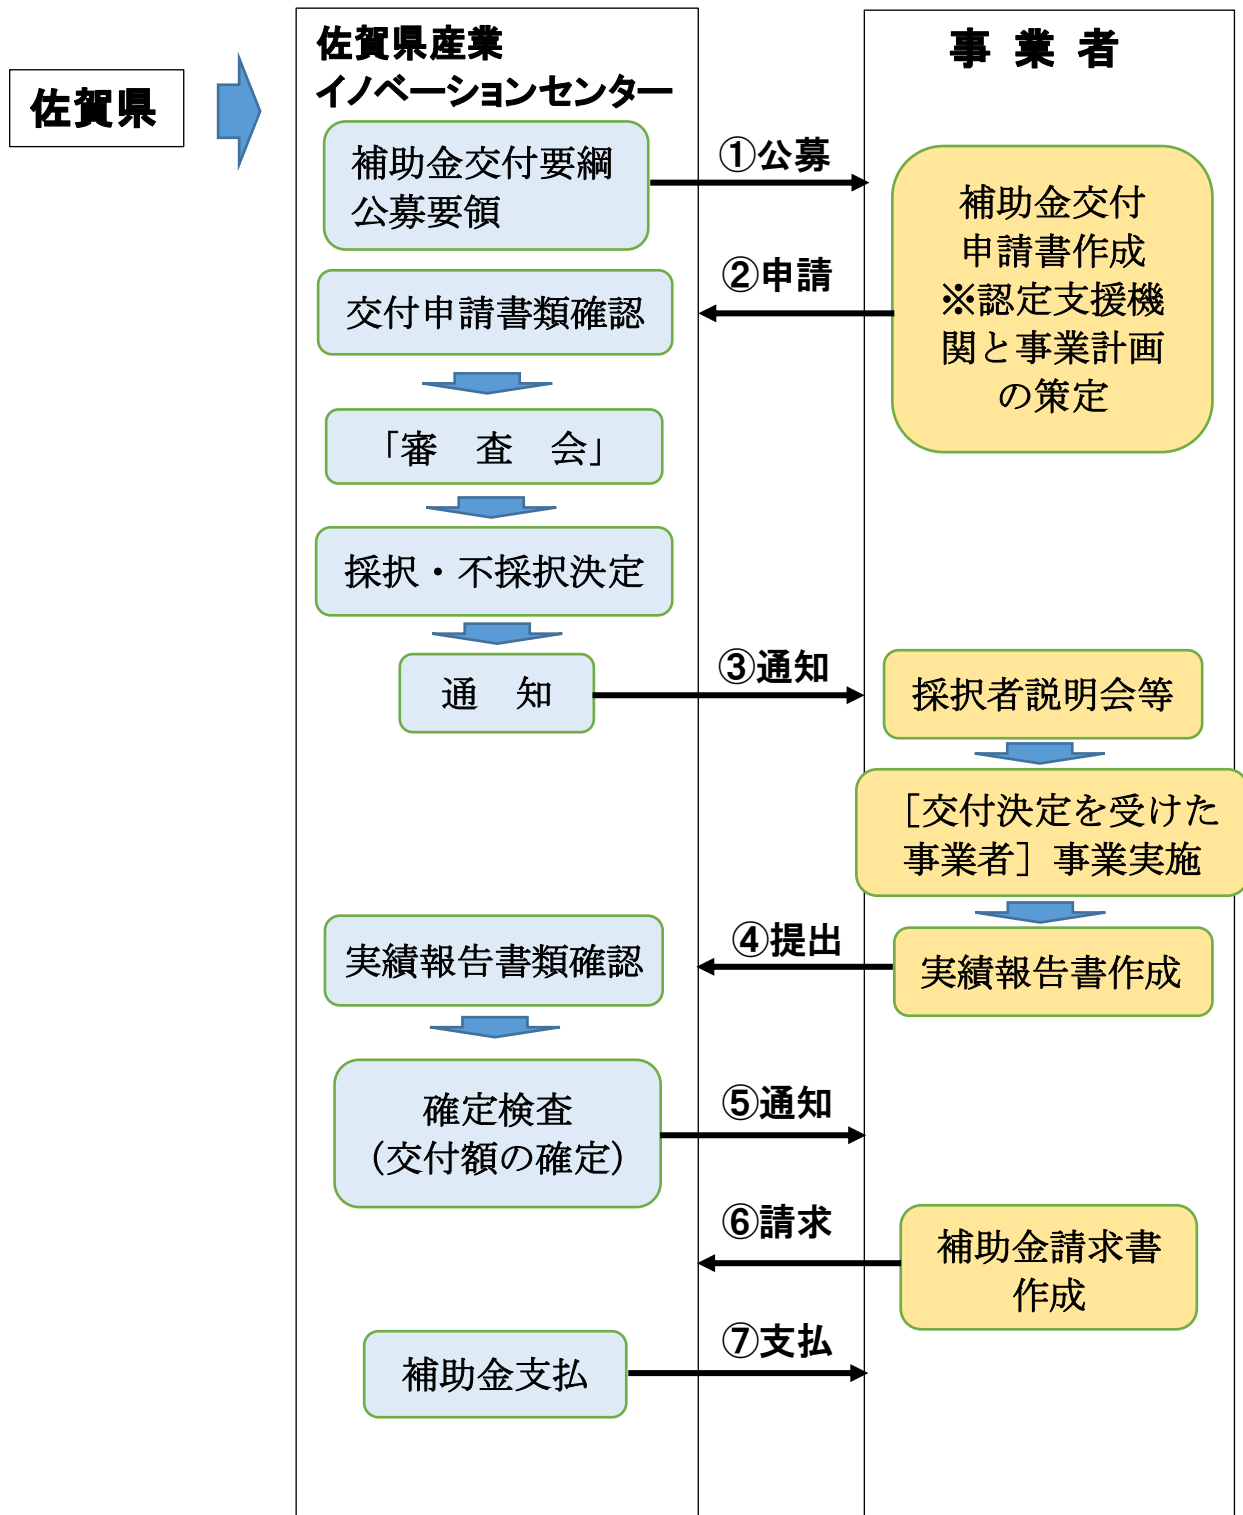 佐賀県
佐賀県産業
イノベーションセンター
事 業 者
補助金交付要綱
公募要領
①公募
補助金交付
申請書作成
※認定支援機
関と事業計画
の策定
②申請
交付申請書類確認
「審 査 会」
採択・不採択決定
通 知
③通知
採択者説明会等
[交付決定を受けた
事業者]事業実施
実績報告書類確認
④提出
実績報告書作成
確定検査
(交付額の確定)
⑤通知
⑥請求
補助金請求書
作成
補助金支払
⑦支払